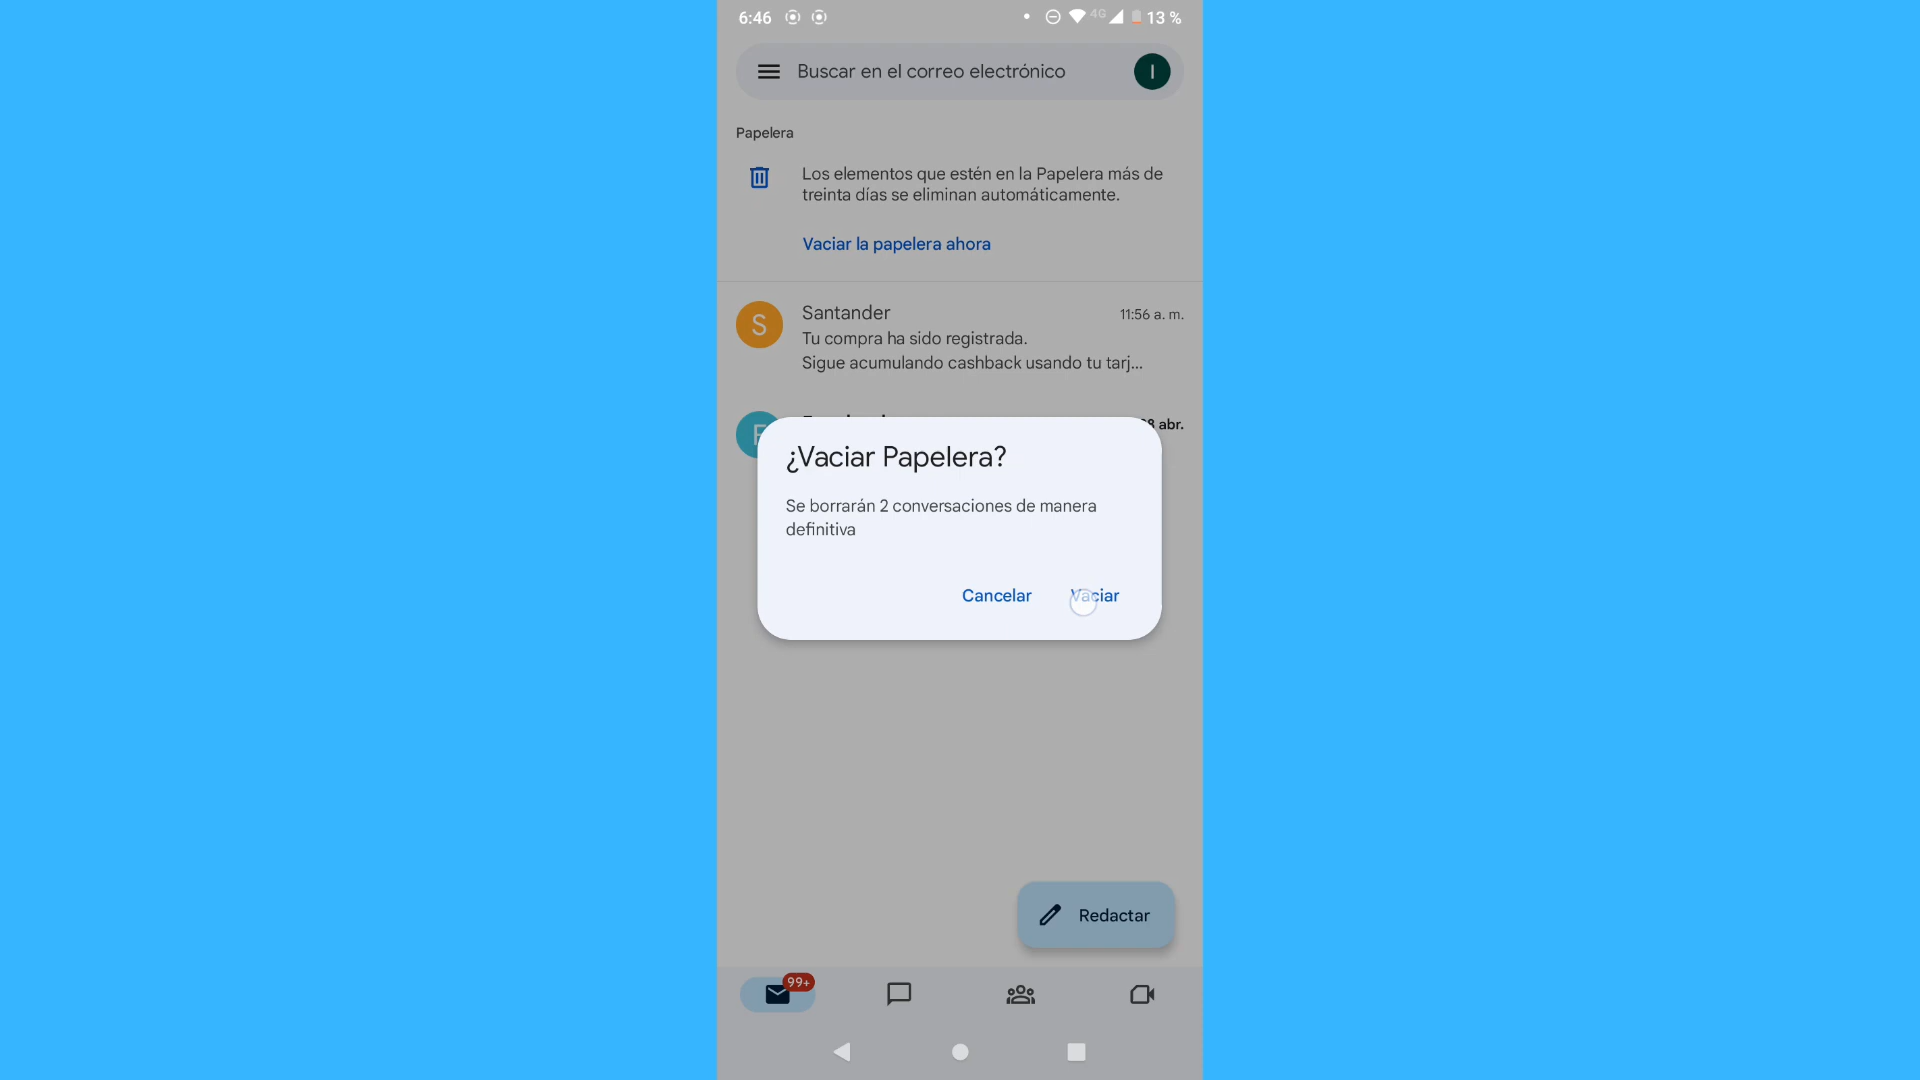 6:46
4G
13 %
Buscar en el correo electrónico
I
Papelera
Los elementos que estén en la Papelera más de
treinta días se eliminan automáticamente.
Vaciar la papelera ahora
S
Santander
11:56 a. m.
Tu compra ha sido registrada.
Sigue acumulando cashback usando tu tarj...
abr.
¿Vaciar Papelera?
Se borrarán 2 conversaciones de manera
definitiva
Cancelar
Vaciar
Redactar
99+